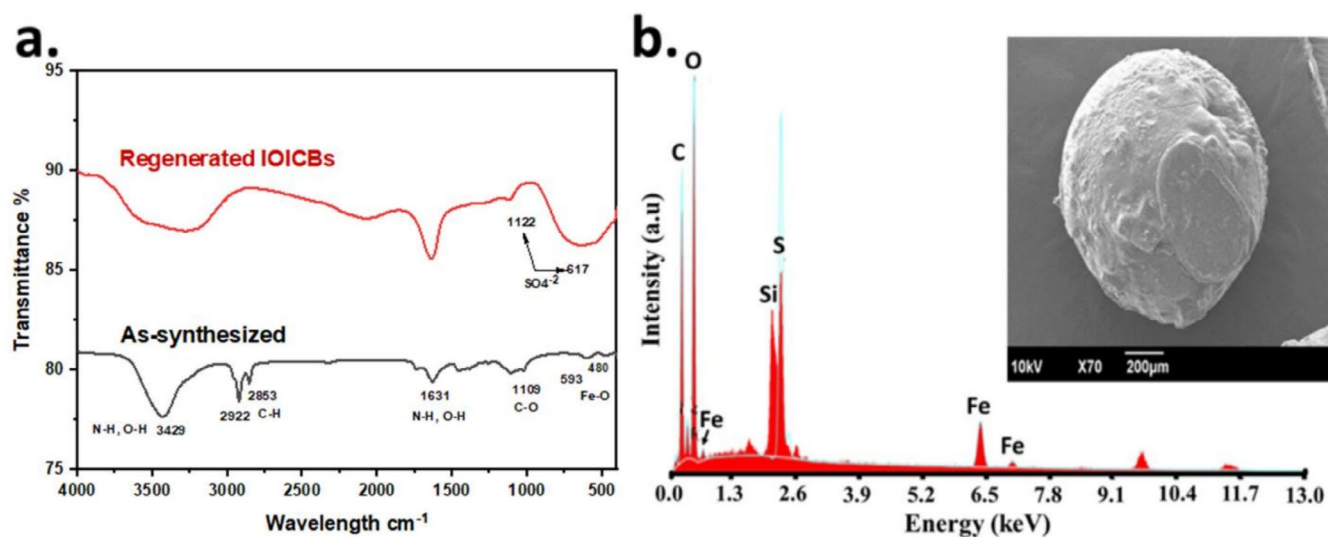 a.
95
90
85
80
75
Transmittance %
Regenerated IOICBs
1122
617
SO4-2
As-synthesized
2853
2922 C-H
N-H, O-H 3429
1631
N-H, O-H
1109
C-O
593
480
Fe-O
4000 3500 3000 2500 2000 1500 1000 500
Wavelength cm-1
b.
O
C
S
Si
Fe
Fe
Fe
Intensity (a.u)
0.0 1.3 2.6 3.9 5.2 6.5 7.8 9.1 10.4 11.7 13.0
Energy (keV)
10kV X70 200µm